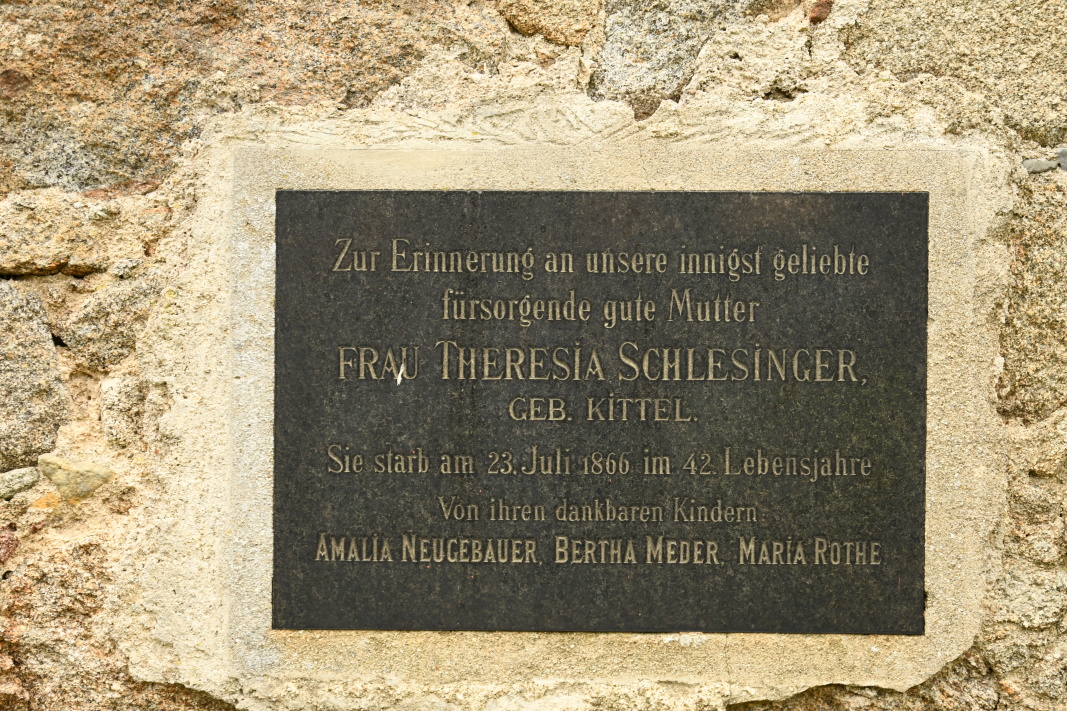 Zur Erinnerung an unsere innigst geliebte
fürsorgende gute Mutter
FRAU THERESIA SCHLESINGER,
GEB. KITTEL.
Sie starb am 23. Juli 1866 im 42. Lebensjahre
Von ihren dankbaren Kindern:
AMALIA NEUGEBAUER, BERTHA MEDER, MARIA ROTHE